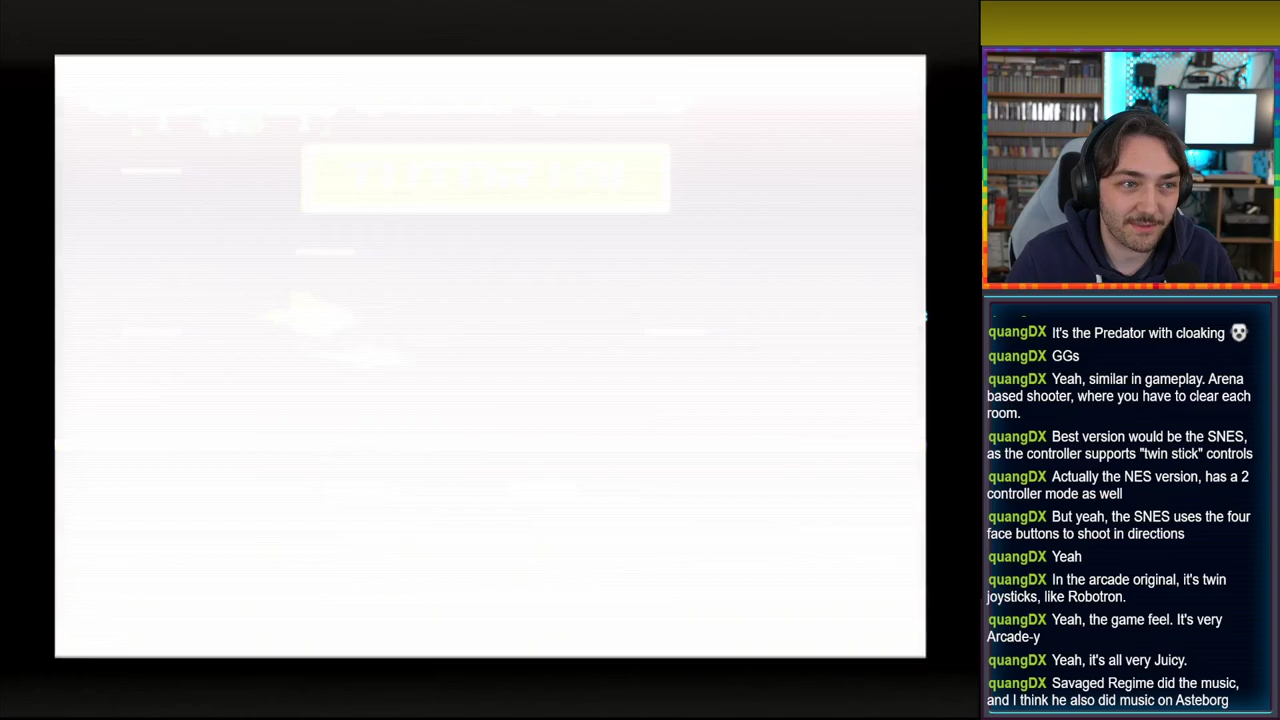 quangDX It's the Predator with cloaking
quangDX GGs
quangDX Yeah, similar in gameplay. Arena
based shooter, where you have to clear each
room.
quangDX Best version would be the SNES,
as the controller supports "twin stick" controls
quangDX Actually the NES version, has a 2
controller mode as well
quangDX But yeah, the SNES uses the four
face buttons to shoot in directions
quangDX Yeah
quangDX In the arcade original, it's twin
joysticks, like Robotron.
quangDX Yeah, the game feel. It's very
Arcade-y
quangDX Yeah, it's all very Juicy.
quangDX Savaged Regime did the music,
and I think he also did music on Asteborg